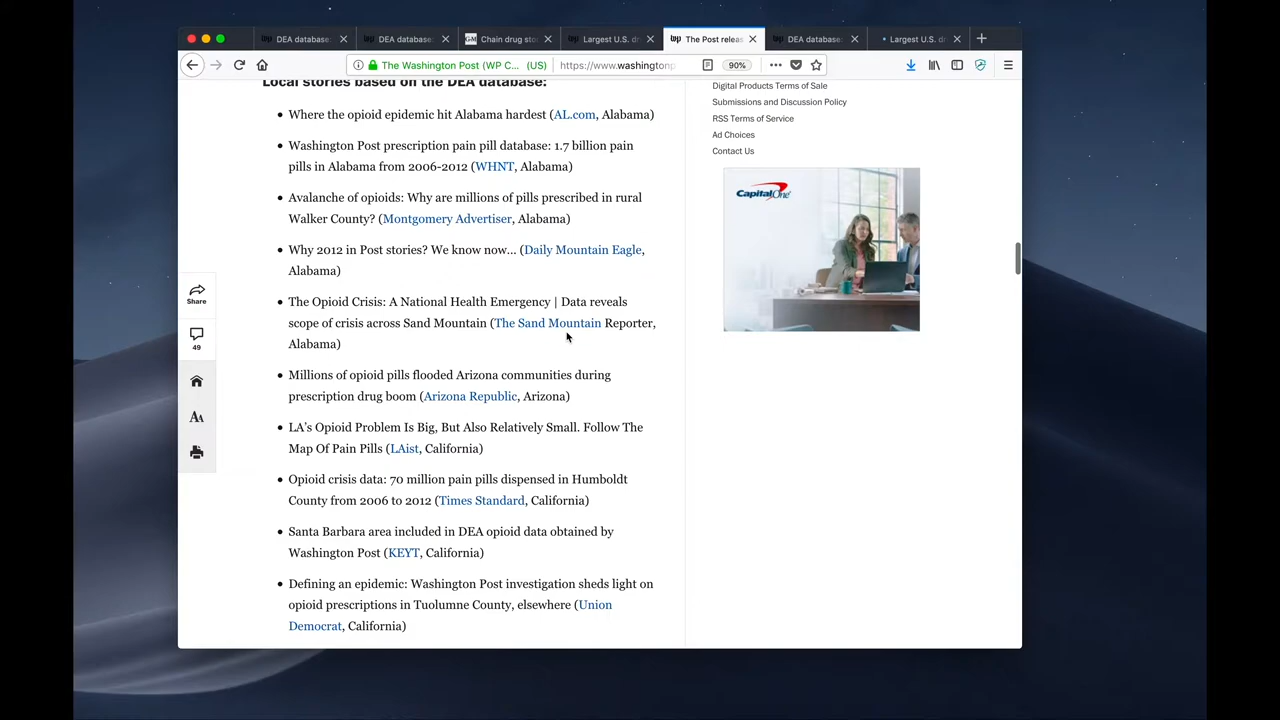 DEA database:
DEA database:
Chain drug sto
Largest U.S. dr
The Post releas
DEA database:
Largest U.S. dr
The Washington Post (WP C... (US)
https://www.washingtonp
90%
Local stories based on the DEA database:
Where the opioid epidemic hit Alabama hardest (AL.com, Alabama)
Washington Post prescription pain pill database: 1.7 billion pain
pills in Alabama from 2006-2012 (WHNT, Alabama)
Avalanche of opioids: Why are millions of pills prescribed in rural
Walker County? (Montgomery Advertiser, Alabama)
Why 2012 in Post stories? We know now... (Daily Mountain Eagle,
Alabama)
The Opioid Crisis: A National Health Emergency | Data reveals
scope of crisis across Sand Mountain (The Sand Mountain Reporter,
Alabama)
Millions of opioid pills flooded Arizona communities during
prescription drug boom (Arizona Republic, Arizona)
LA's Opioid Problem Is Big, But Also Relatively Small. Follow The
Map Of Pain Pills (LAist, California)
Opioid crisis data: 70 million pain pills dispensed in Humboldt
County from 2006 to 2012 (Times Standard, California)
Santa Barbara area included in DEA opioid data obtained by
Washington Post (KEYT, California)
Defining an epidemic: Washington Post investigation sheds light on
opioid prescriptions in Tuolumne County, elsewhere (Union
Democrat, California)
Share
49
AA
Digital Products Terms of Sale
Submissions and Discussion Policy
RSS Terms of Service
Ad Choices
Contact Us
Capital One